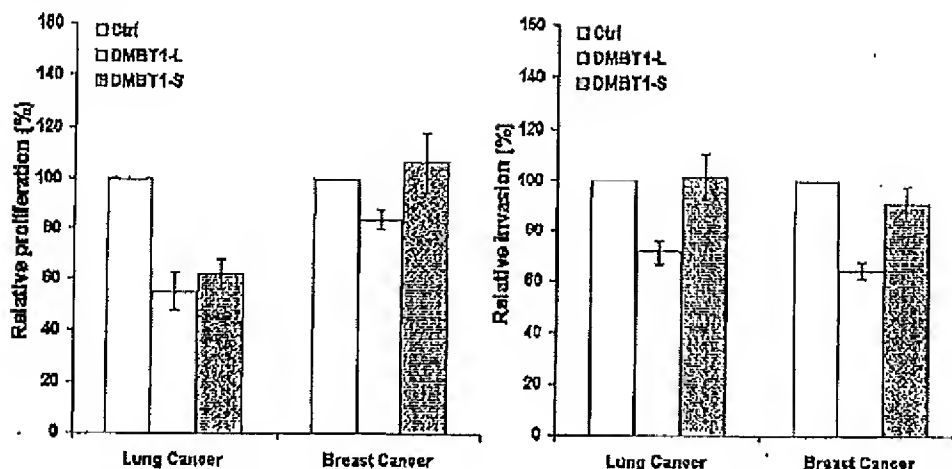 180
160
140
120
100
80
60
40
20
0
Relative proliferation (%)
Ctrl
DMBT1-L
DMBT1-S
Lung Cancer
Breast Cancer
160
140
120
100
80
60
40
20
0
Relative invasion (%)
Ctrl
DMBT1-L
DMBT1-S
Lung Cancer
Breast Cancer